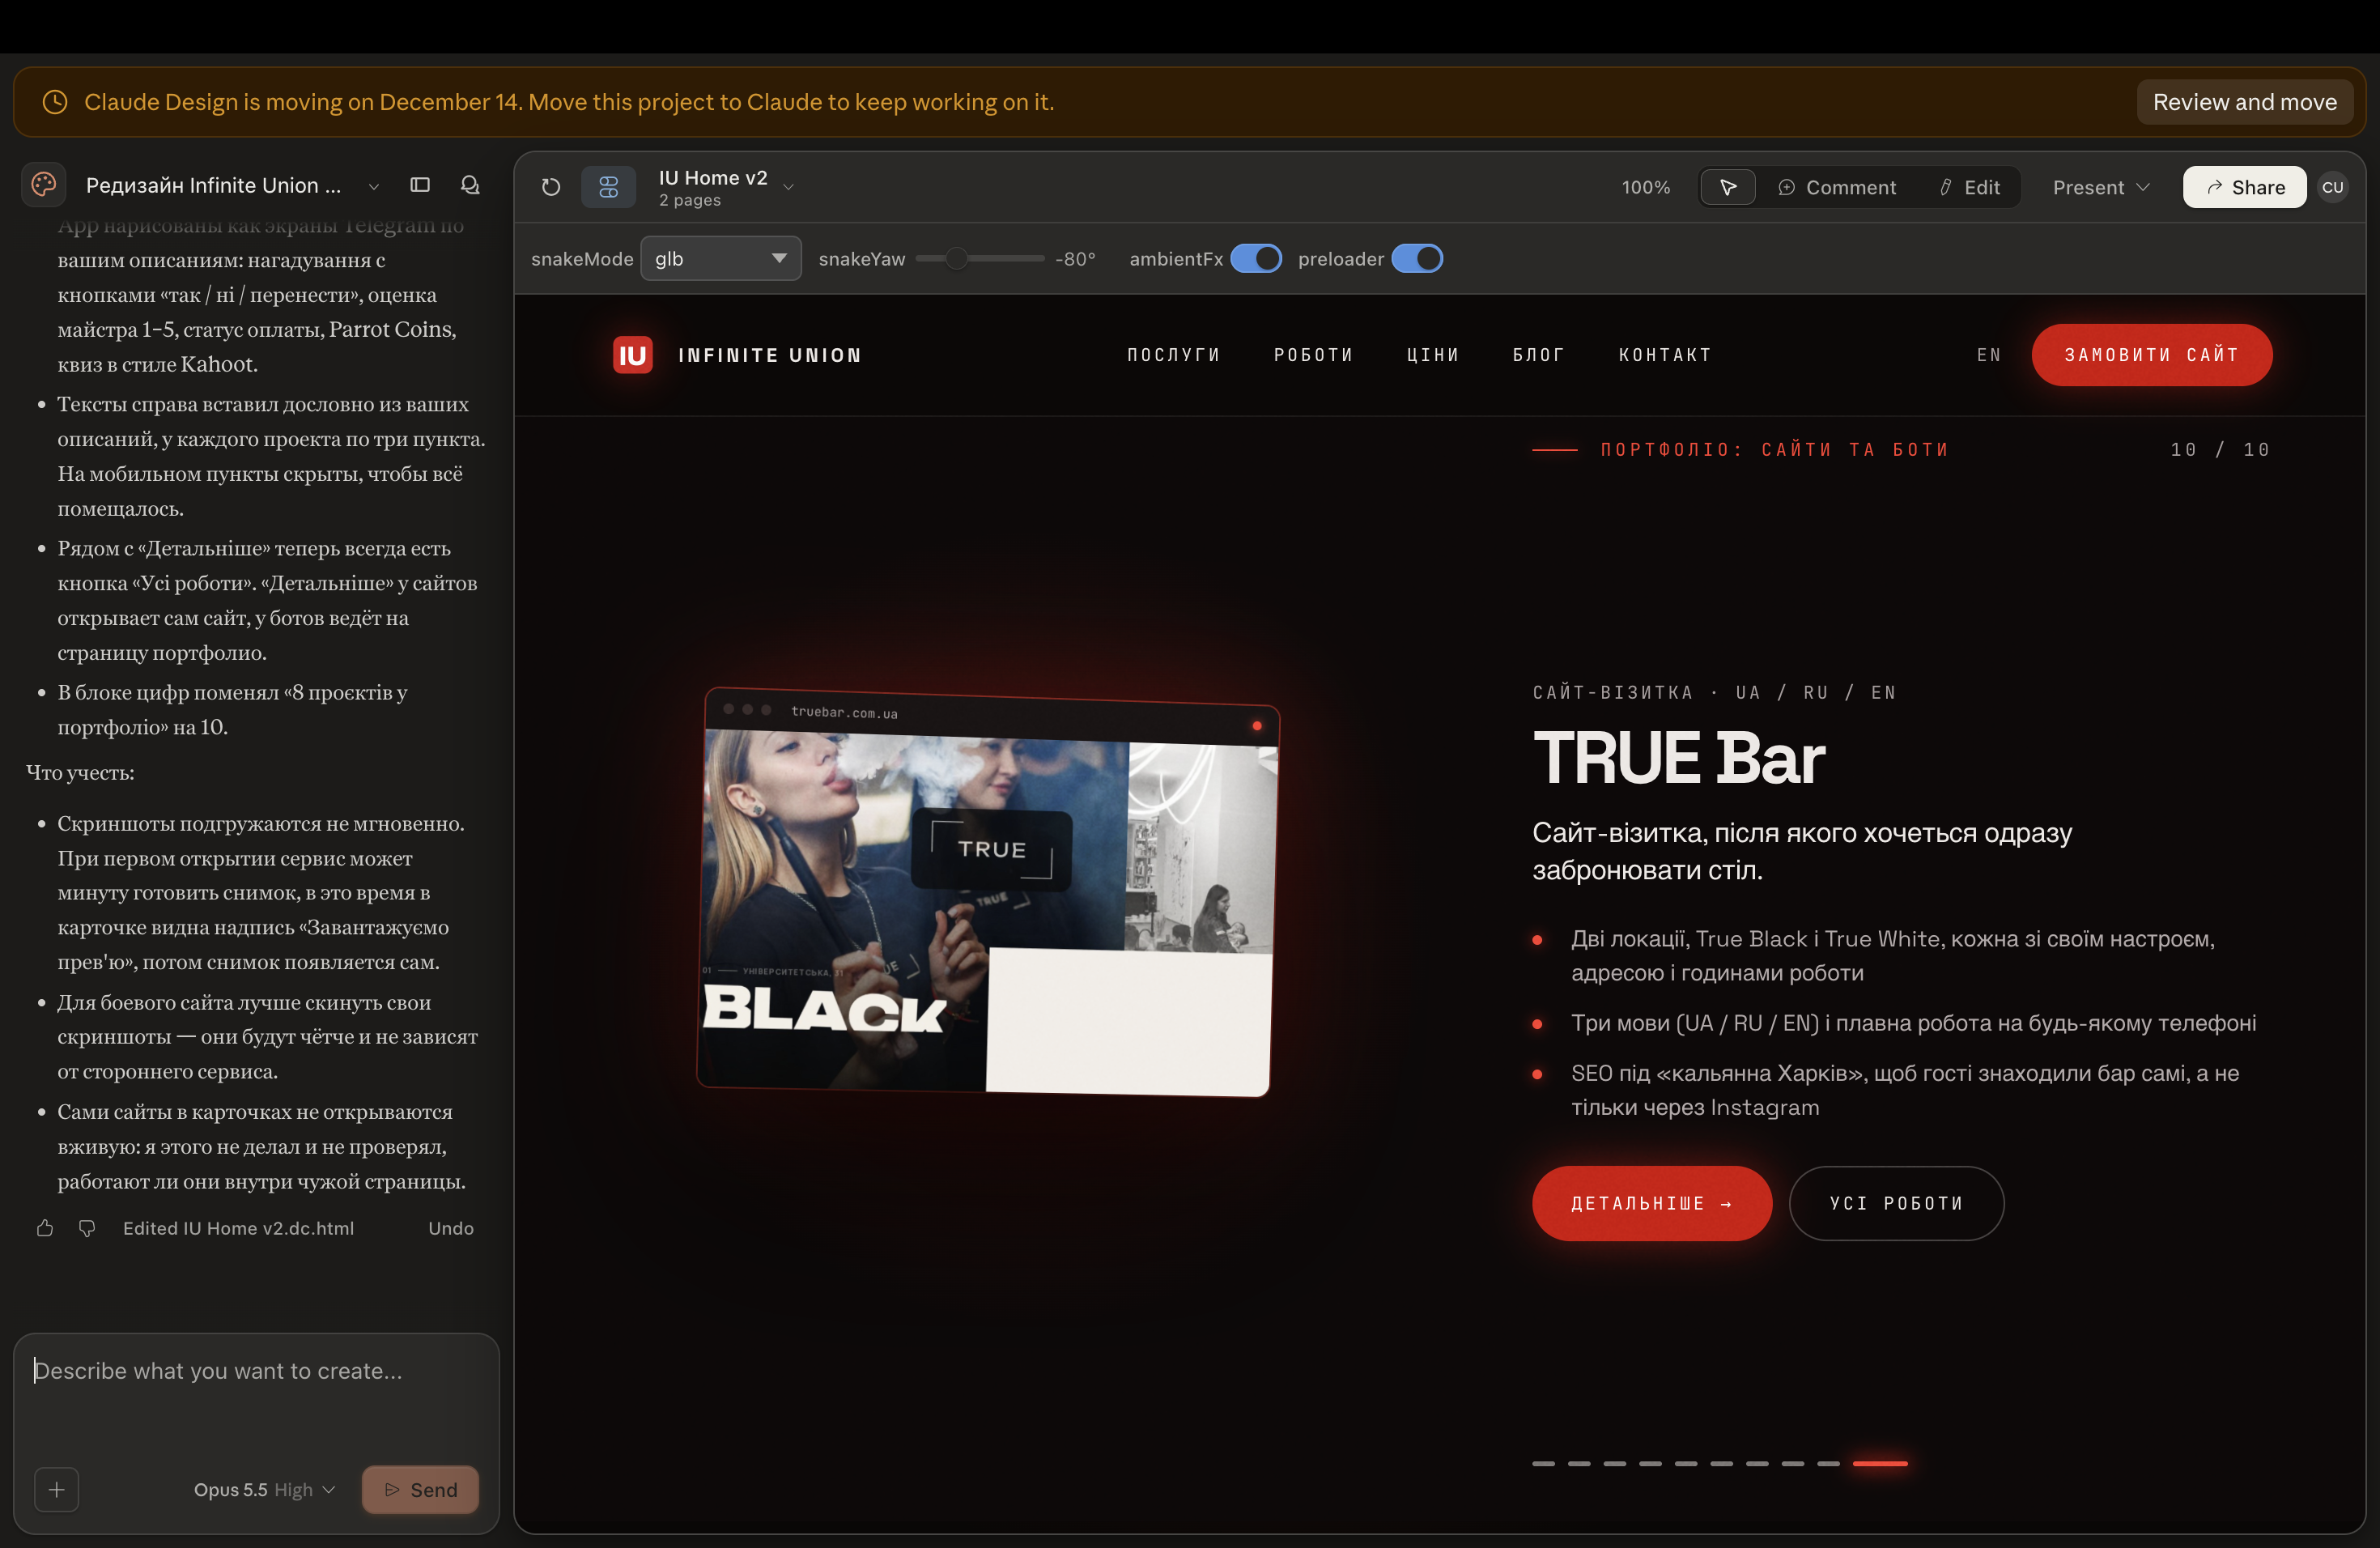 Claude Design is moving on December 14. Move this project to Claude to keep working on it.
Review and move
Редизайн Infinite Union ...
App нарисованы как экраны Telegram по
вашим описаниям: нагадування с
кнопками «так / ні / перенести», оценка
майстра 1–5, статус оплаты, Parrot Coins,
квиз в стиле Kahoot.
Тексты справа вставил дословно из ваших
описаний, у каждого проекта по три пункта.
На мобильном пункты скрыты, чтобы всё
помещалось.
Рядом с «Детальніше» теперь всегда есть
кнопка «Усі роботи». «Детальніше» у сайтов
открывает сам сайт, у ботов ведёт на
страницу портфолио.
В блоке цифр поменял «8 проєктів у
портфоліо» на 10.
Что учесть:
Скриншоты подгружаются не мгновенно.
При первом открытии сервис может
минуту готовить снимок, в это время в
карточке видна надпись «Завантажуємо
прев'ю», потом снимок появляется сам.
Для боевого сайта лучше скинуть свои
скриншоты — они будут чётче и не зависят
от стороннего сервиса.
Сами сайты в карточках не открываются
вживую: я этого не делал и не проверял,
работают ли они внутри чужой страницы.
Edited IU Home v2.dc.html Undo
Describe what you want to create...
Opus 5.5 High
Send
IU Home v2
2 pages
100%
Comment
Edit
Present
Share
CU
snakeMode glb snakeYaw -80° ambientFx preloader
IU INFINITE UNION
ПОСЛУГИ РОБОТИ ЦІНИ БЛОГ КОНТАКТ
EN
ЗАМОВИТИ САЙТ
ПОРТФОЛІО: САЙТИ ТА БОТИ
10 / 10
truebar.com.ua
TRUE
TRUE
01 УНІВЕРСИТЕТСЬКА, 31
BLACK
САЙТ-ВІЗИТКА · UA / RU / EN
TRUE Bar
Сайт-візитка, після якого хочеться одразу
забронювати стіл.
Дві локації, True Black і True White, кожна зі своїм настроєм,
адресою і годинами роботи
Три мови (UA / RU / EN) і плавна робота на будь-якому телефоні
SEO під «кальянна Харків», щоб гості знаходили бар самі, а не
тільки через Instagram
ДЕТАЛЬНІШЕ →
УСІ РОБОТИ